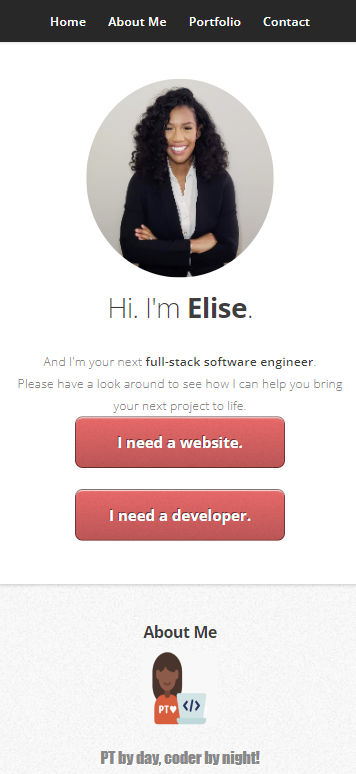 Home About Me Portfolio Contact
Hi. I'm Elise.
And I'm your next full-stack software engineer.
Please have a look around to see how I can help you bring
your next project to life.
I need a website.
I need a developer.
About Me
PT♥ </>
PT by day, coder by night!